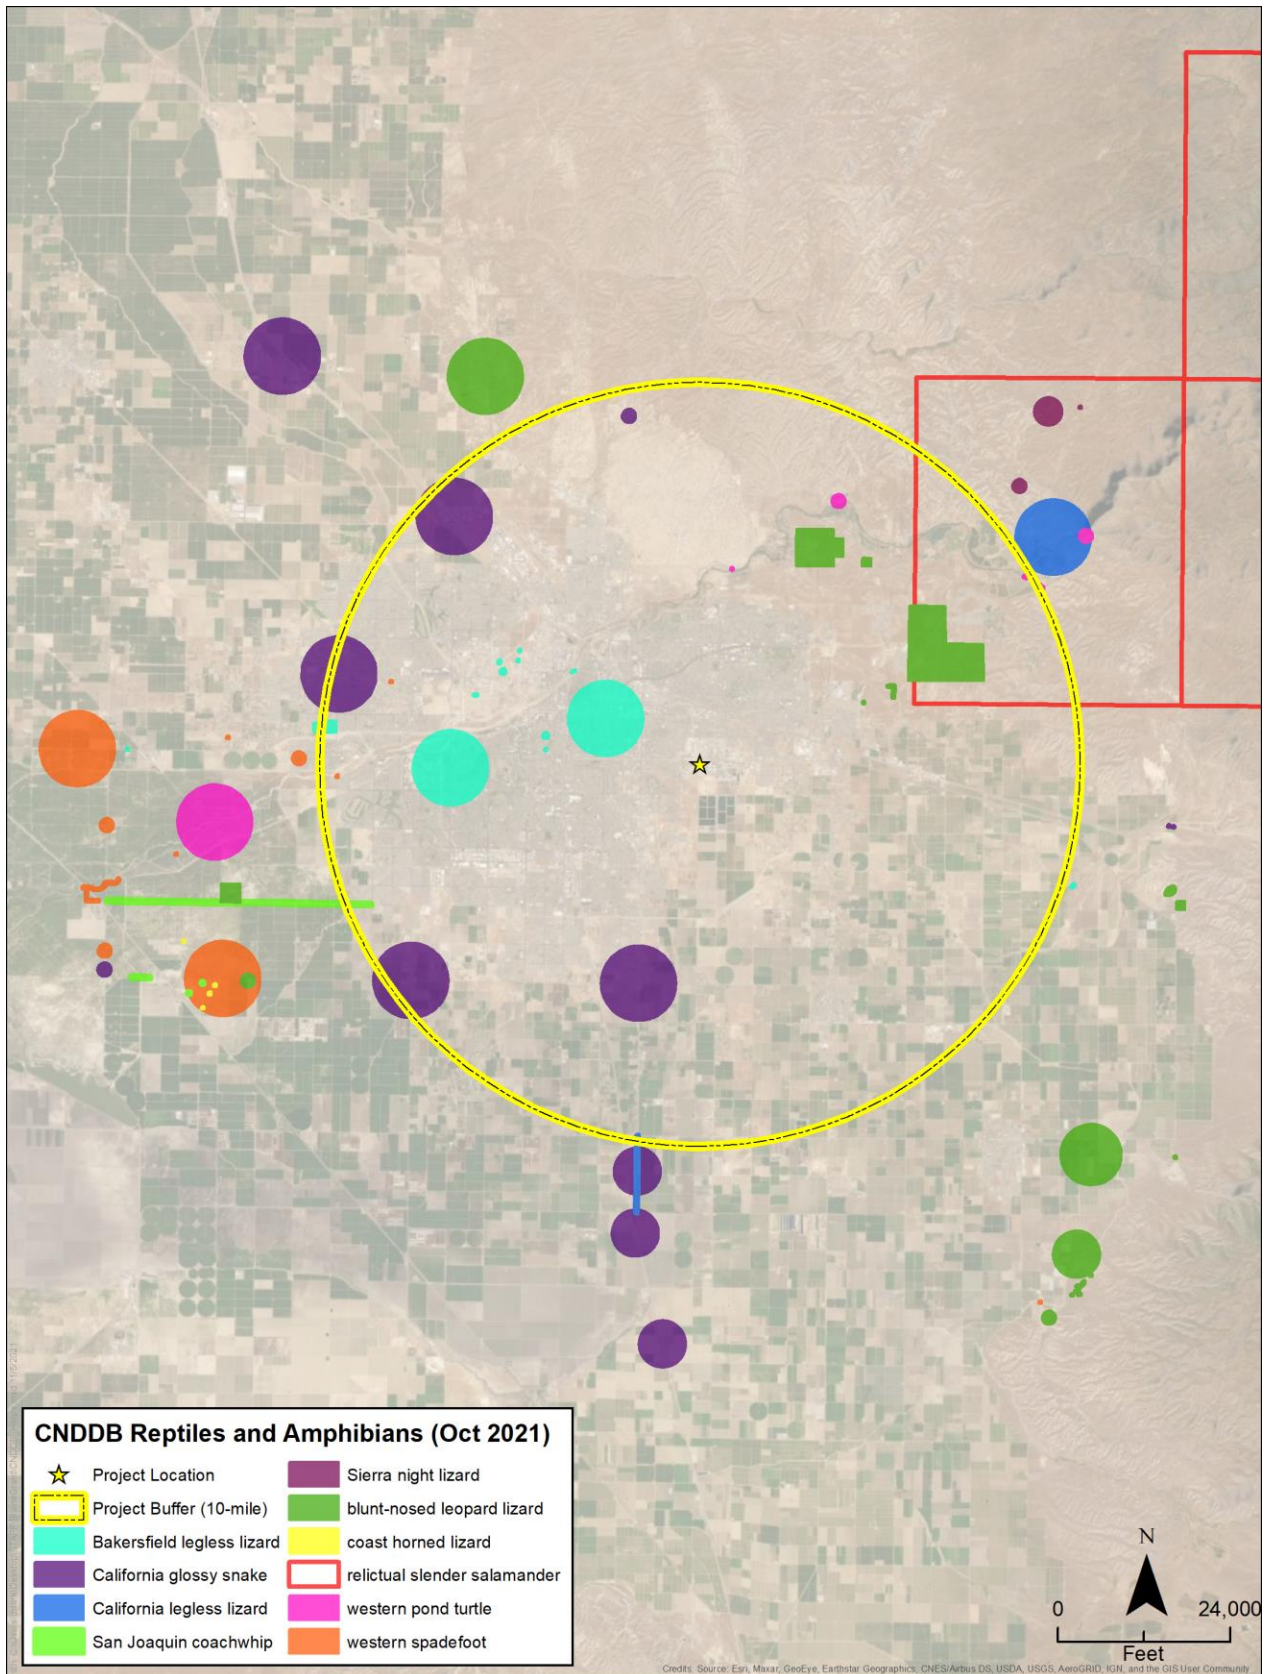 CNDDB Reptiles and Amphibians (Oct 2021)
Project Location
Project Buffer (10-mile)
Bakersfield legless lizard
California glossy snake
California legless lizard
San Joaquin coachwhip
Sierra night lizard
blunt-nosed leopard lizard
coast horned lizard
relictual slender salamander
western pond turtle
western spadefoot
N
0 24,000
Feet
Credits: Source: Esri, Maxar, GeoEye, Earthstar Geographics, CNES/Airbus DS, USDA, USGS, AeroGRID, IGN, and the GIS User Community